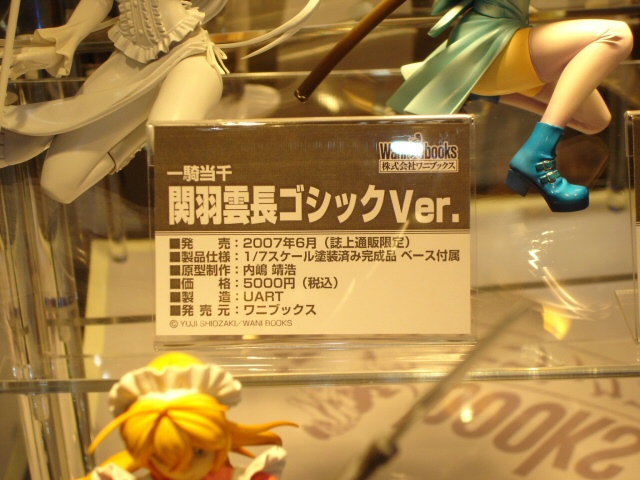 一騎当千
Wani books
株式会社ワニブックス
関羽雲長ゴシックVer.
■発　売：2007年6月（誌上通販限定）
■製品仕様：1/7スケール塗装済み完成品 ベース付属
■原型制作：内嶋 靖浩
■価　格：5000円（税込）
■製　造：UART
■発 売 元：ワニブックス
© YUJI SHIOZAKI／WANI BOOKS